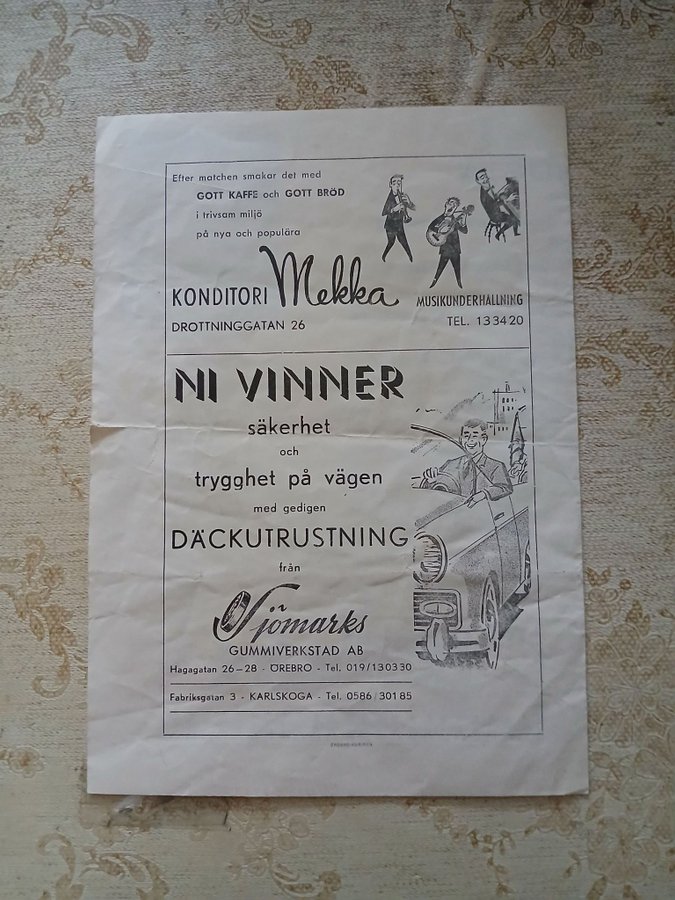 Efter matchen smakar det med
GOTT KAFFE och GOTT BRÖD
i trivsam miljö
på nya och populära
KONDITORI Mekka MUSIKUNDERHÅLLNING
DROTTNINGGATAN 26 TEL. 133420
NI VINNER
säkerhet
och
trygghet på vägen
med gedigen
DÄCKUTRUSTNING
från
Sjömarks
GUMMIVERKSTAD AB
Hagagatan 26–28 - ÖREBRO - Tel. 019/130330
Fabriksgatan 3 - KARLSKOGA - Tel. 0586/30185